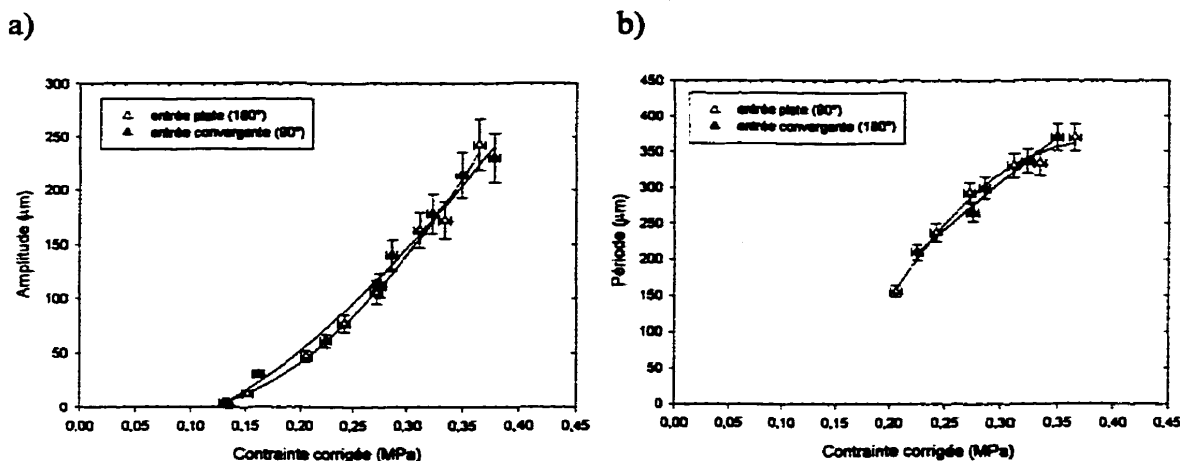 a)
300
250
200
150
100
50
0
Amplitude (µm)
entrée plate (180°)
entrée convergente (90°)
0,00 0,05 0,10 0,15 0,20 0,25 0,30 0,35 0,40 0,45
Contrainte corrigée (MPa)
b)
450
400
350
300
250
200
150
100
50
0
Période (µm)
entrée plate (90°)
entrée convergente (180°)
0,00 0,05 0,10 0,15 0,20 0,25 0,30 0,35 0,40 0,45
Contrainte corrigée (MPa)